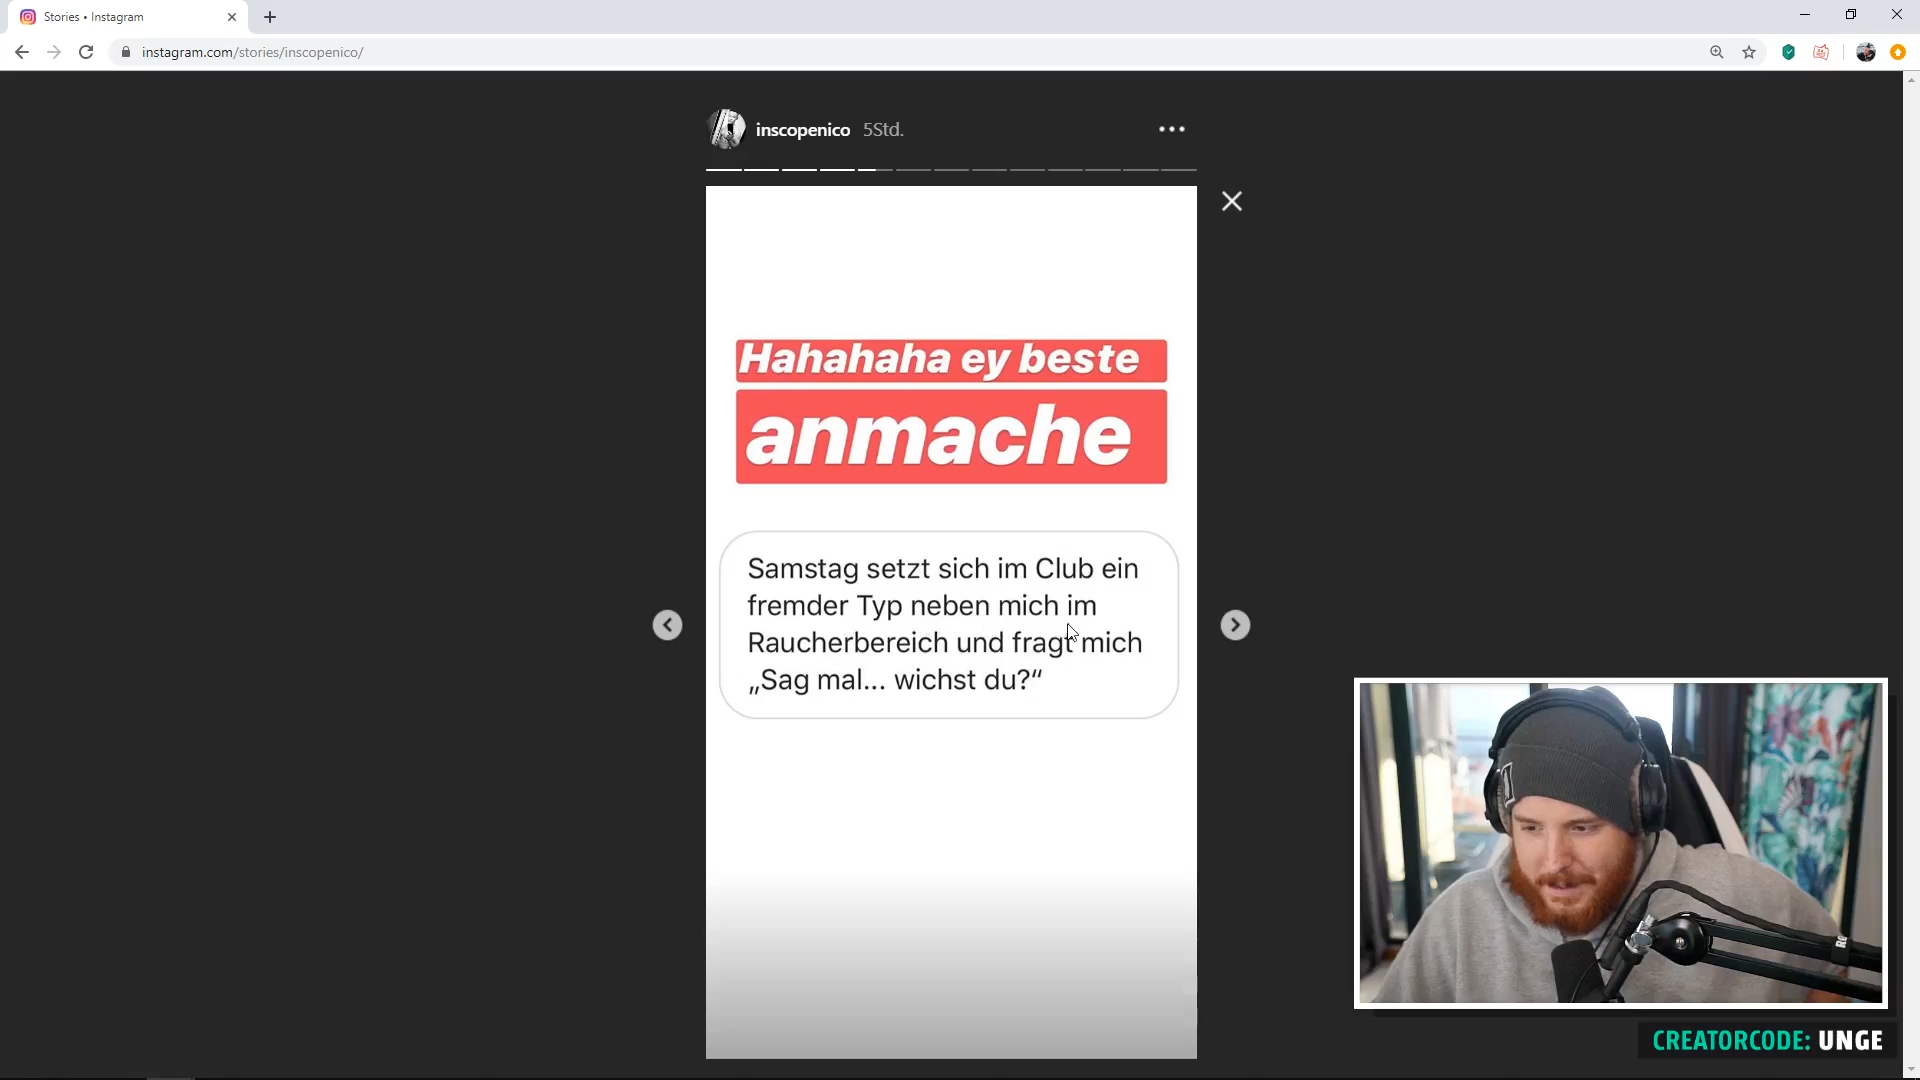 Stories • Instagram
instagram.com/stories/inscopenico/
inscopenico 5Std.
Hahahaha ey beste
anmache
Samstag setzt sich im Club ein
fremder Typ neben mich im
Raucherbereich und fragt mich
„Sag mal... wichst du?“
CREATORCODE: UNGE